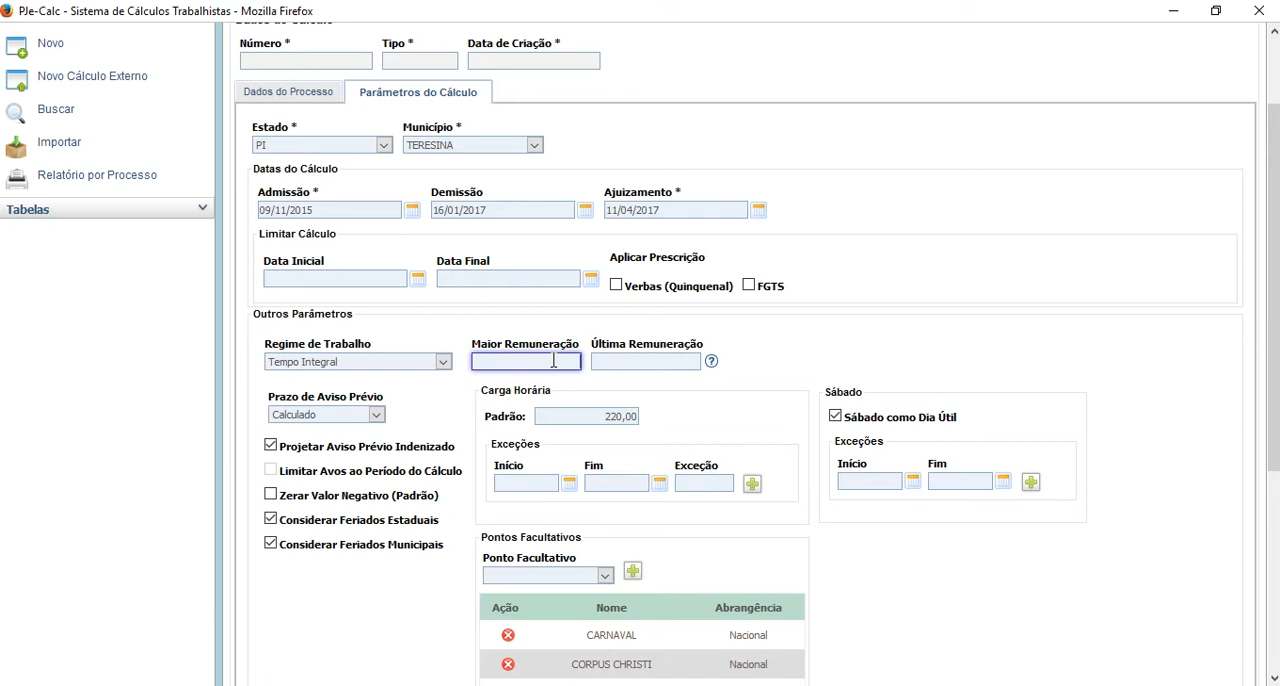 PJe-Calc - Sistema de Cálculos Trabalhistas - Mozilla Firefox
Novo
Novo Cálculo Externo
Buscar
Importar
Relatório por Processo
Tabelas
Dados do Cálculo
Número * Tipo * Data de Criação *
Dados do Processo Parâmetros do Cálculo
Estado * Município *
PI TERESINA
Datas do Cálculo
Admissão * Demissão Ajuizamento *
09/11/2015 16/01/2017 11/04/2017
Limitar Cálculo
Data Inicial Data Final Aplicar Prescrição
Verbas (Quinquenal) FGTS
Outros Parâmetros
Regime de Trabalho Maior Remuneração Última Remuneração
Tempo Integral ?
Prazo de Aviso Prévio
Calculado
Projetar Aviso Prévio Indenizado
Limitar Avos ao Período do Cálculo
Zerar Valor Negativo (Padrão)
Considerar Feriados Estaduais
Considerar Feriados Municipais
Carga Horária
Padrão: 220,00
Exceções
Início Fim Exceção
Sábado
Sábado como Dia Útil
Exceções
Início Fim
Pontos Facultativos
Ponto Facultativo
Ação Nome Abrangência
CARNAVAL Nacional
CORPUS CHRISTI Nacional